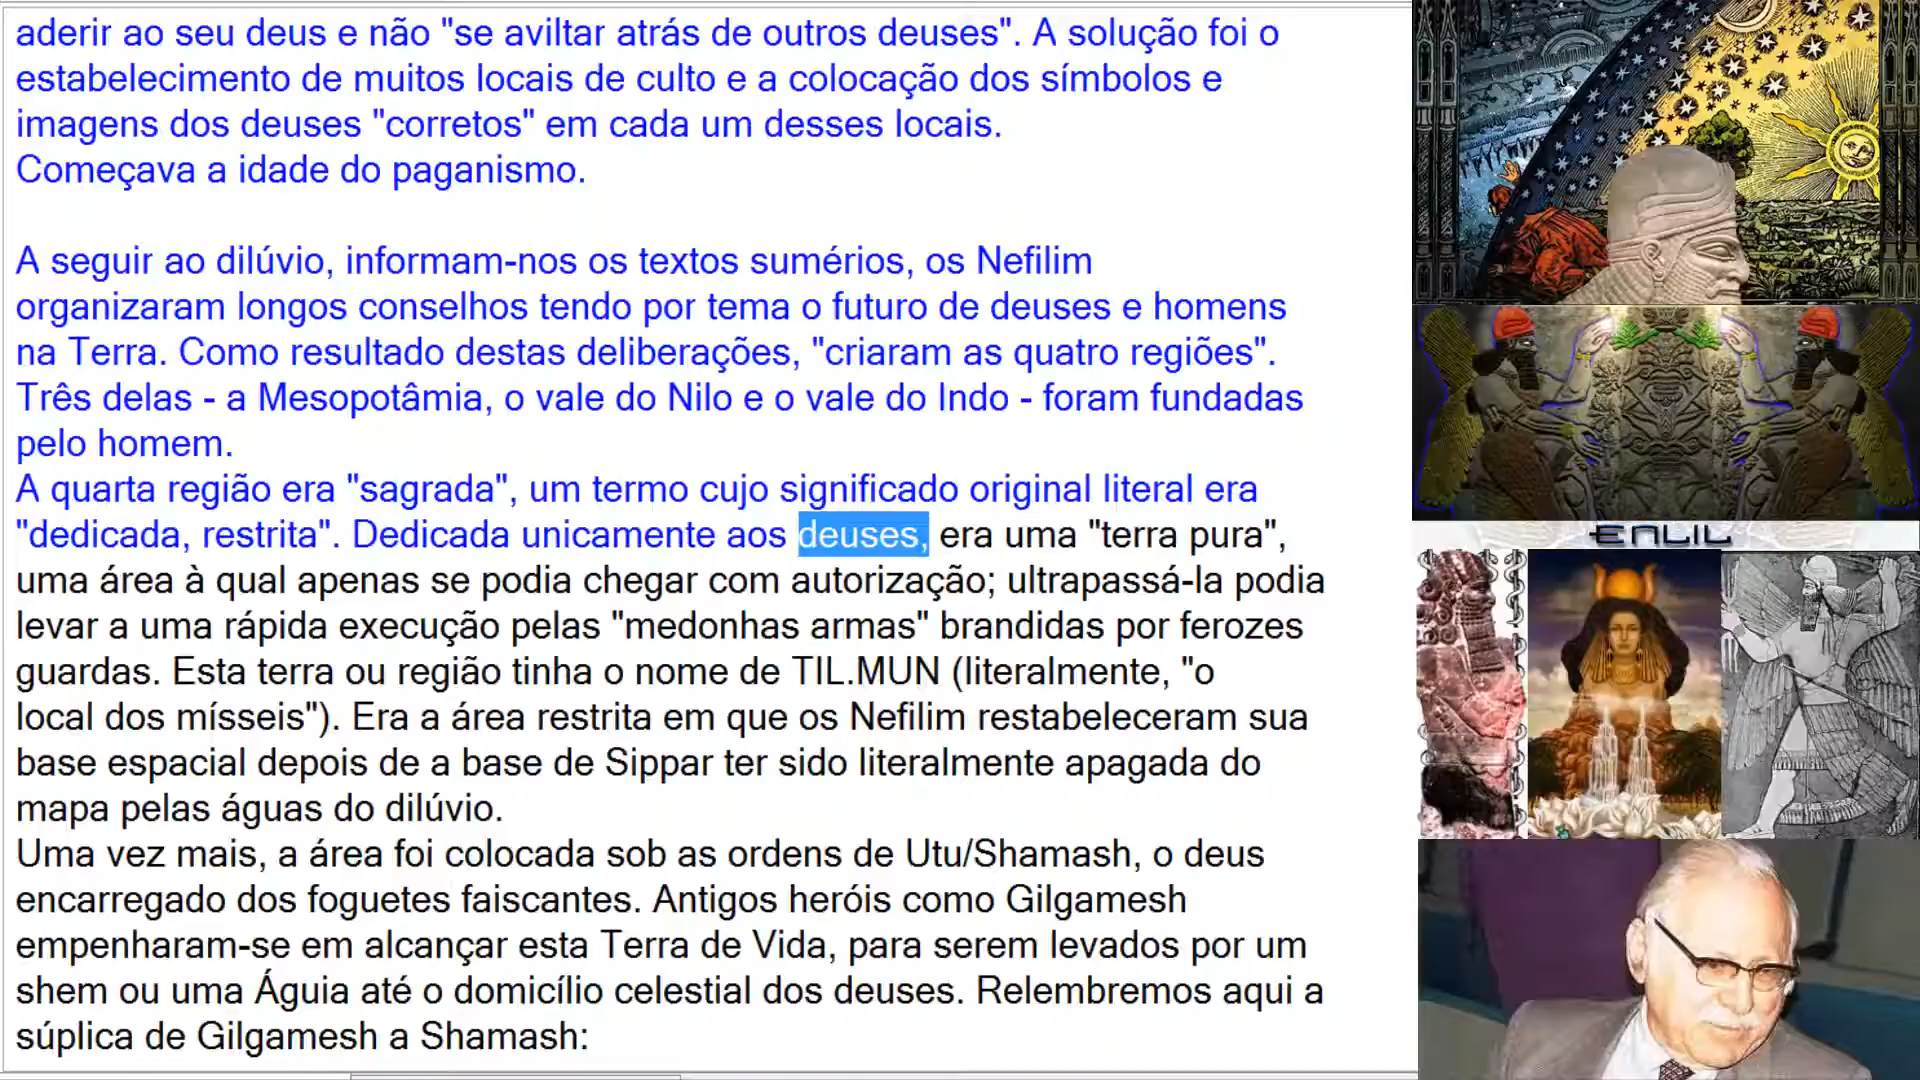 aderir ao seu deus e não "se aviltar atrás de outros deuses". A solução foi o
estabelecimento de muitos locais de culto e a colocação dos símbolos e
imagens dos deuses "corretos" em cada um desses locais.
Começava a idade do paganismo.
A seguir ao dilúvio, informam-nos os textos sumérios, os Nefilim
organizaram longos conselhos tendo por tema o futuro de deuses e homens
na Terra. Como resultado destas deliberações, "criaram as quatro regiões".
Três delas - a Mesopotâmia, o vale do Nilo e o vale do Indo - foram fundadas
pelo homem.
A quarta região era "sagrada", um termo cujo significado original literal era
"dedicada, restrita". Dedicada unicamente aos deuses, era uma "terra pura",
uma área à qual apenas se podia chegar com autorização; ultrapassá-la podia
levar a uma rápida execução pelas "medonhas armas" brandidas por ferozes
guardas. Esta terra ou região tinha o nome de TIL.MUN (literalmente, "o
local dos mísseis"). Era a área restrita em que os Nefilim restabeleceram sua
base espacial depois de a base de Sippar ter sido literalmente apagada do
mapa pelas águas do dilúvio.
Uma vez mais, a área foi colocada sob as ordens de Utu/Shamash, o deus
encarregado dos foguetes faiscantes. Antigos heróis como Gilgamesh
empenharam-se em alcançar esta Terra de Vida, para serem levados por um
shem ou uma Águia até o domicílio celestial dos deuses. Relembremos aqui a
súplica de Gilgamesh a Shamash:
ENLIL